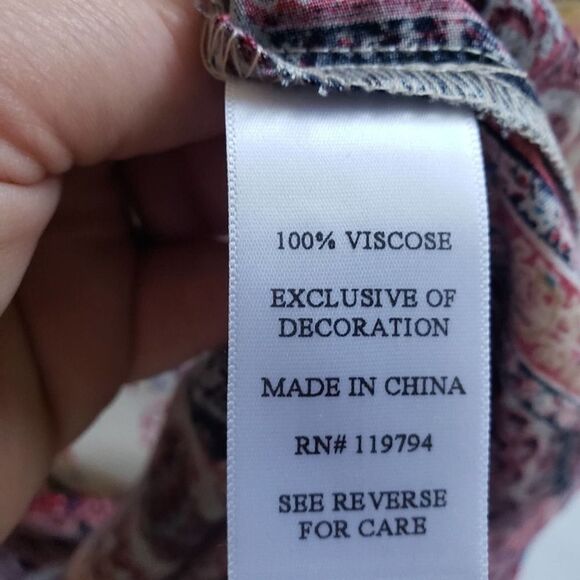 100% VISCOSE
EXCLUSIVE OF
DECORATION
MADE IN CHINA
RN# 119794
SEE REVERSE
FOR CARE